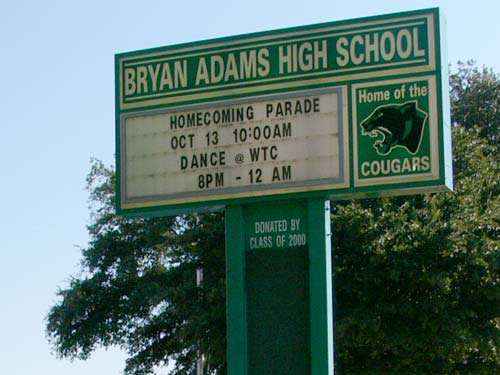 BRYAN ADAMS HIGH SCHOOL
HOMECOMING PARADE
OCT 13 10:00AM
DANCE @ WTC
8PM - 12 AM
Home of the
COUGARS
DONATED BY
CLASS OF 2000